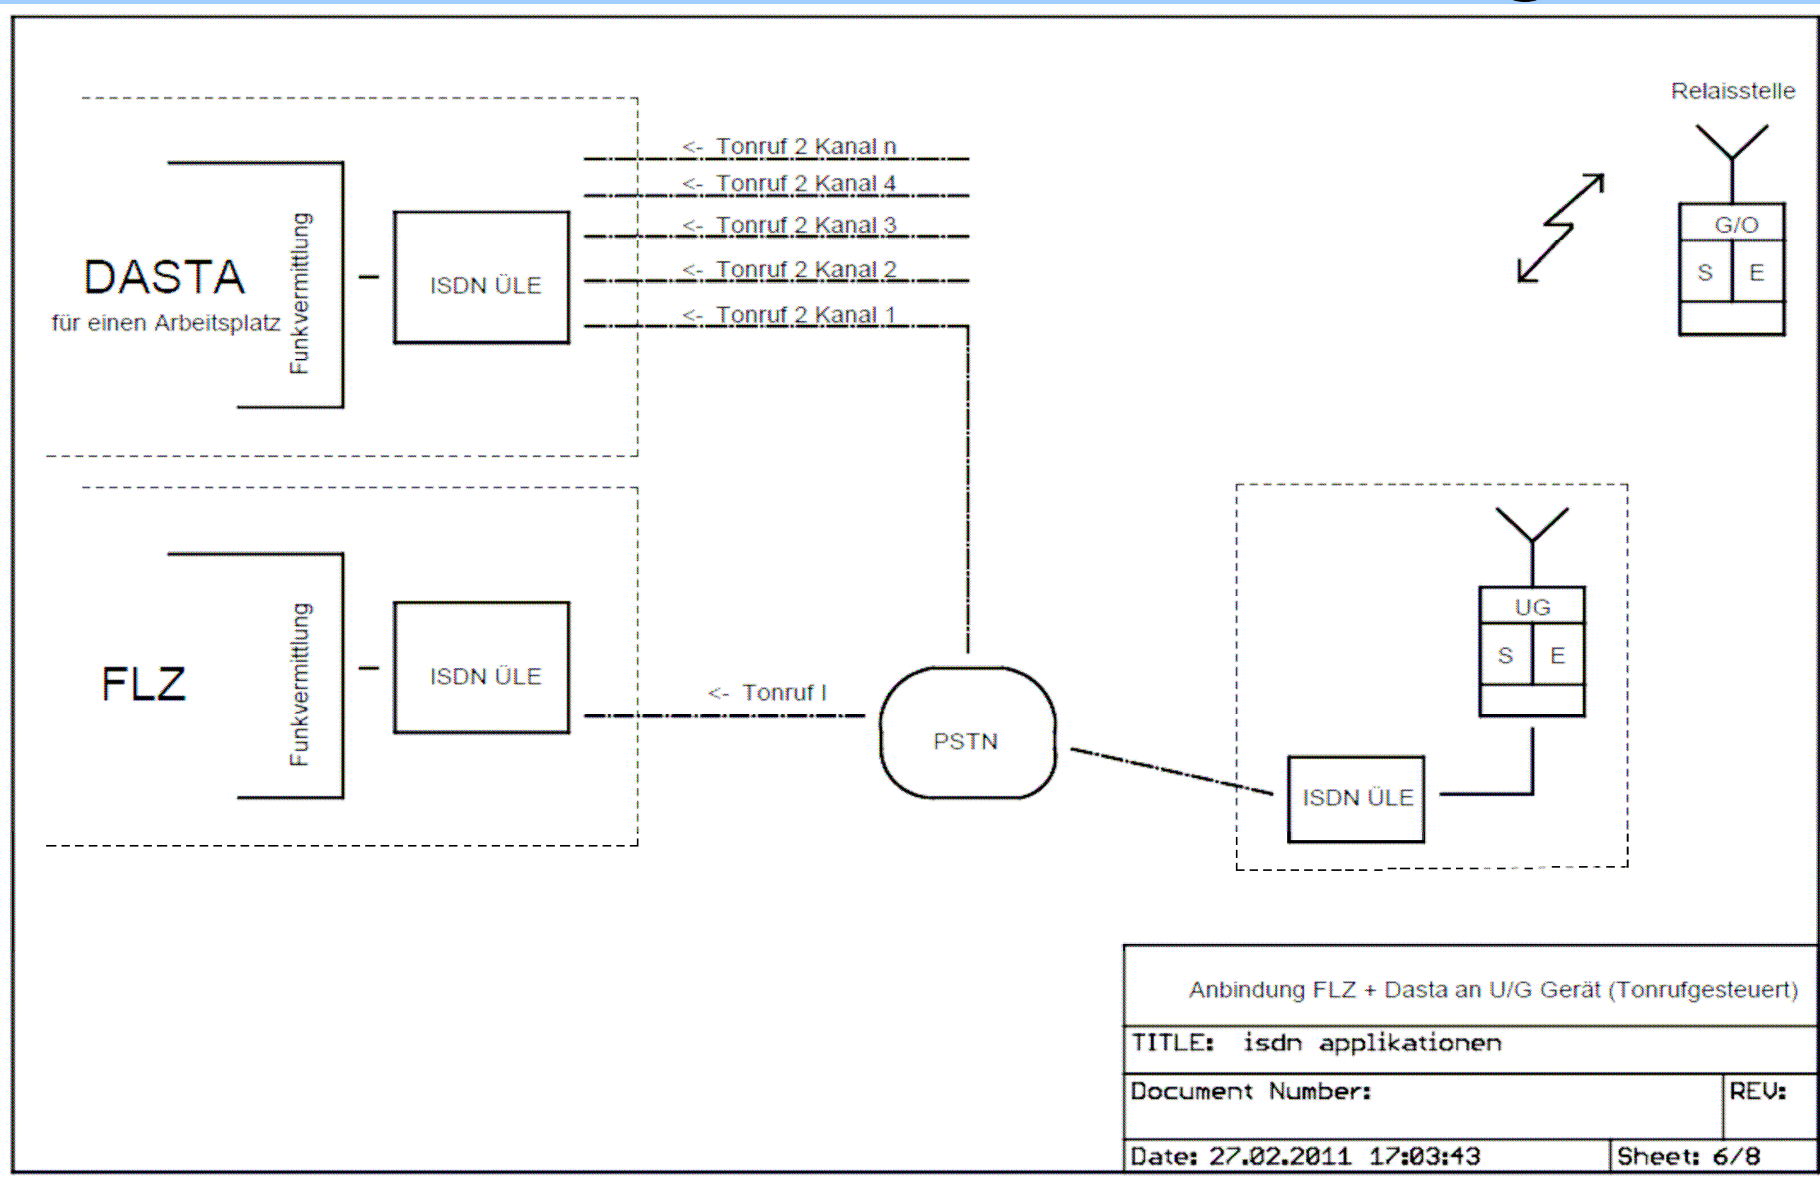 Relaisstelle
<- Tonruf 2 Kanal n
<- Tonruf 2 Kanal 4
<- Tonruf 2 Kanal 3
<- Tonruf 2 Kanal 2
<- Tonruf 2 Kanal 1
G/O
S E
DASTA
für einen Arbeitsplatz
Funkvermittlung
ISDN ÜLE
FLZ
Funkvermittlung
ISDN ÜLE
<- Tonruf I
PSTN
UG
S E
ISDN ÜLE
Anbindung FLZ + Dasta an U/G Gerät (Tonrufgesteuert)
TITLE: isdn applikationen
Document Number:
REV:
Date: 27.02.2011 17:03:43
Sheet: 6/8